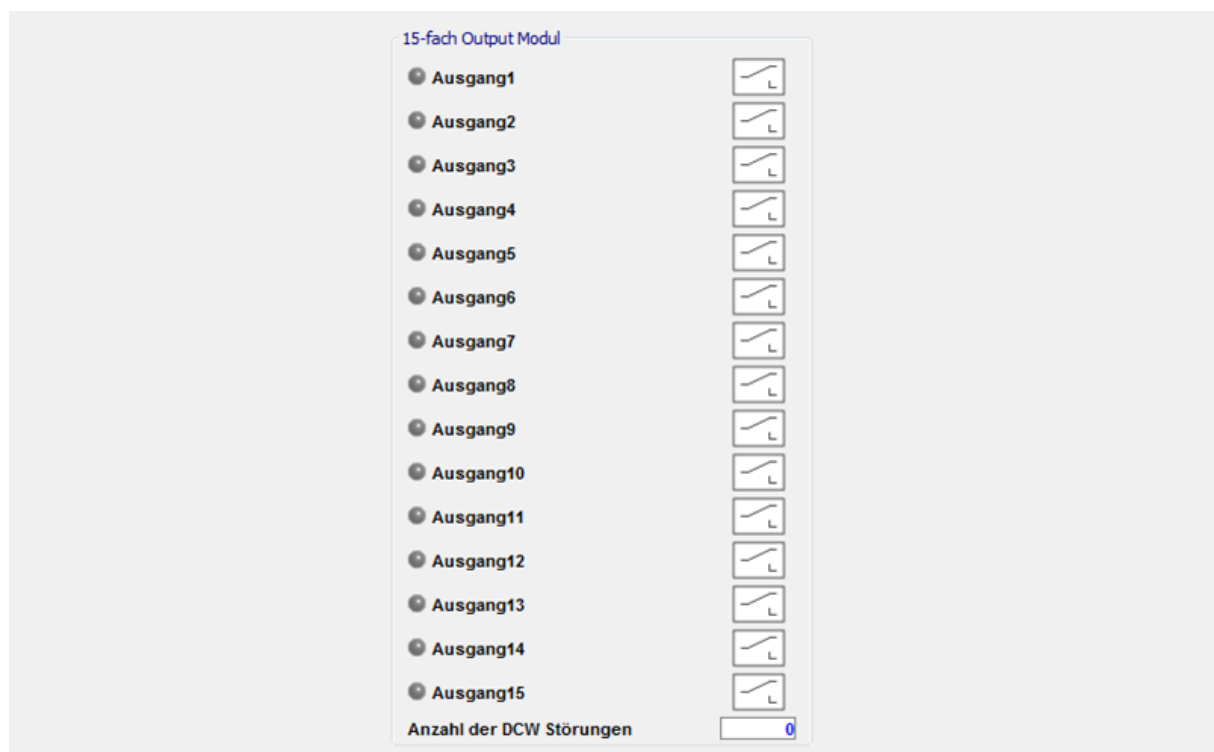 15-fach Output Modul
Ausgang1
Ausgang2
Ausgang3
Ausgang4
Ausgang5
Ausgang6
Ausgang7
Ausgang8
Ausgang9
Ausgang10
Ausgang11
Ausgang12
Ausgang13
Ausgang14
Ausgang15
Anzahl der DCW Störungen 0